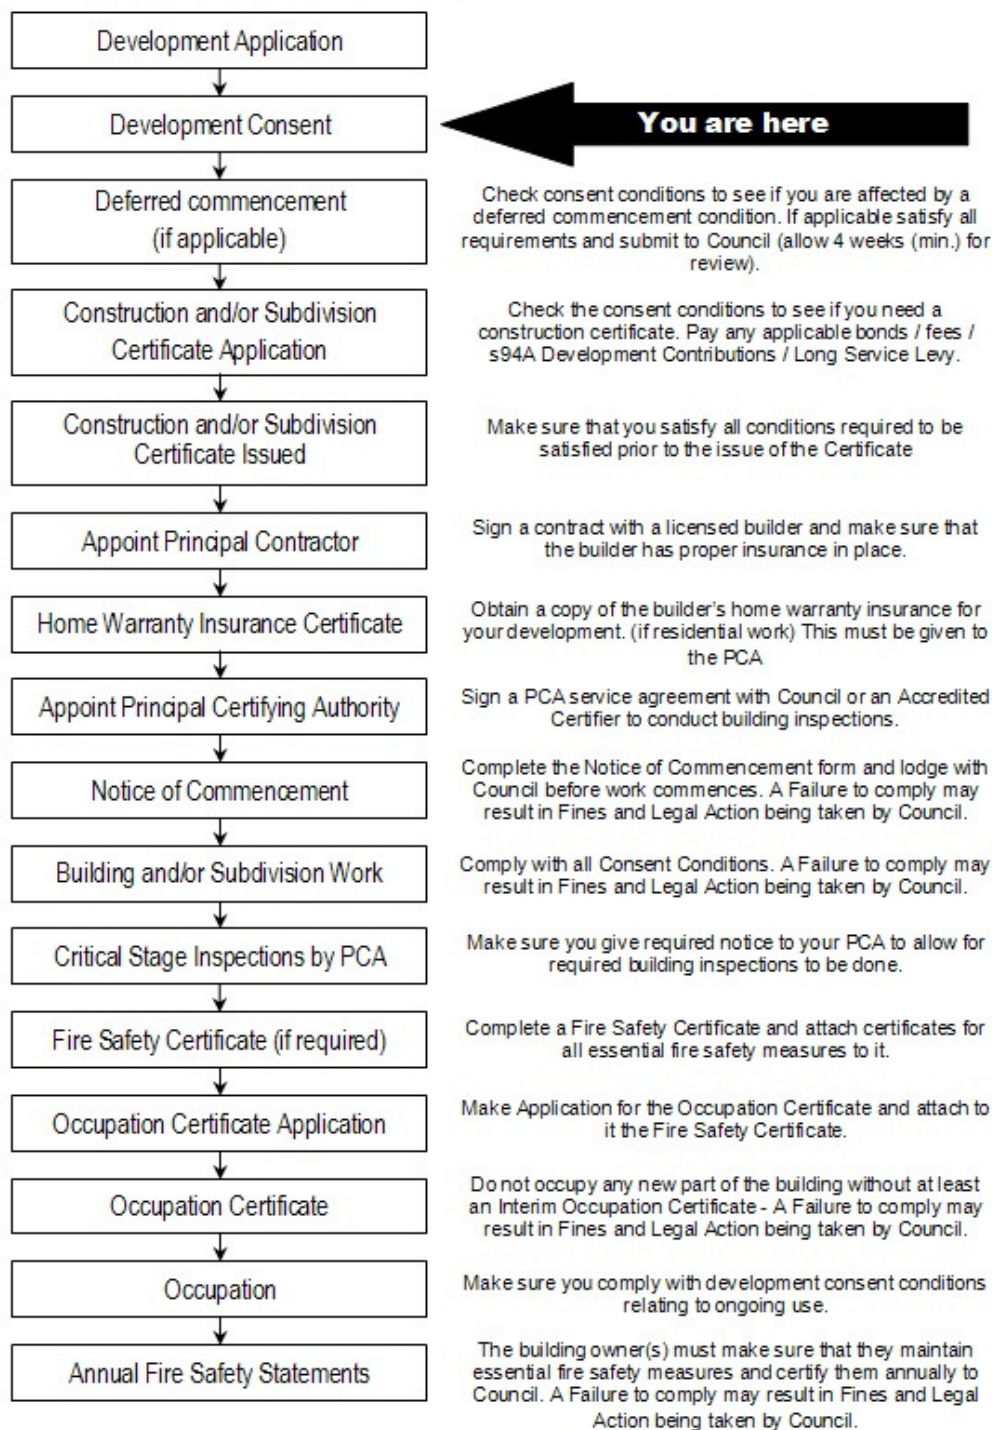 Development Application
Development Consent
You are here
Deferred commencement
(if applicable)
Check consent conditions to see if you are affected by a
deferred commencement condition. If applicable satisfy all
requirements and submit to Council (allow 4 weeks (min.) for
review).
Construction and/or Subdivision
Certificate Application
Check the consent conditions to see if you need a
construction certificate. Pay any applicable bonds / fees /
s94A Development Contributions / Long Service Levy.
Construction and/or Subdivision
Certificate Issued
Make sure that you satisfy all conditions required to be
satisfied prior to the issue of the Certificate
Appoint Principal Contractor
Sign a contract with a licensed builder and make sure that
the builder has proper insurance in place.
Home Warranty Insurance Certificate
Obtain a copy of the builder's home warranty insurance for
your development. (if residential work) This must be given to
the PCA
Appoint Principal Certifying Authority
Sign a PCA service agreement with Council or an Accredited
Certifier to conduct building inspections.
Notice of Commencement
Complete the Notice of Commencement form and lodge with
Council before work commences. A Failure to comply may
result in Fines and Legal Action being taken by Council.
Building and/or Subdivision Work
Comply with all Consent Conditions. A Failure to comply may
result in Fines and Legal Action being taken by Council.
Critical Stage Inspections by PCA
Make sure you give required notice to your PCA to allow for
required building inspections to be done.
Fire Safety Certificate (if required)
Complete a Fire Safety Certificate and attach certificates for
all essential fire safety measures to it.
Occupation Certificate Application
Make Application for the Occupation Certificate and attach to
it the Fire Safety Certificate.
Occupation Certificate
Do not occupy any new part of the building without at least
an Interim Occupation Certificate - A Failure to comply may
result in Fines and Legal Action being taken by Council.
Occupation
Make sure you comply with development consent conditions
relating to ongoing use.
Annual Fire Safety Statements
The building owner(s) must make sure that they maintain
essential fire safety measures and certify them annually to
Council. A Failure to comply may result in Fines and Legal
Action being taken by Council.